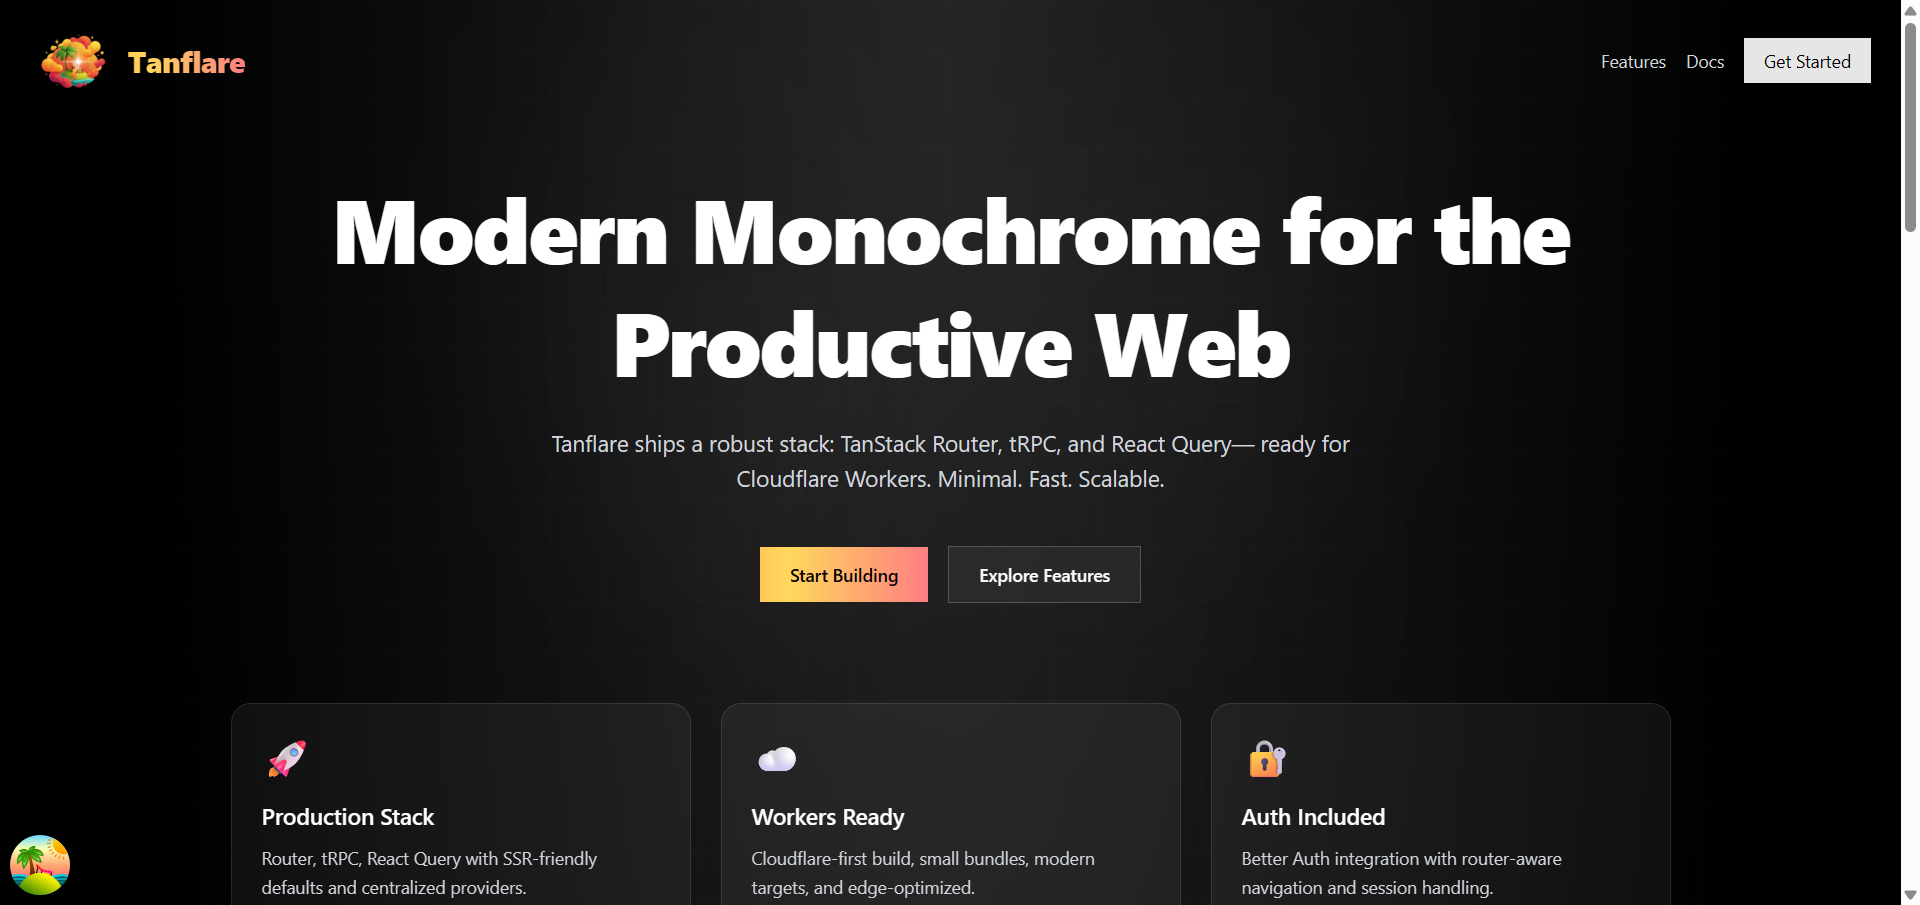 Tanflare
Features
Docs
Get Started
Modern Monochrome for the
Productive Web
Tanflare ships a robust stack: TanStack Router, tRPC, and React Query— ready for
Cloudflare Workers. Minimal. Fast. Scalable.
Start Building
Explore Features
Production Stack
Router, tRPC, React Query with SSR-friendly
defaults and centralized providers.
Workers Ready
Cloudflare-first build, small bundles, modern
targets, and edge-optimized.
Auth Included
Better Auth integration with router-aware
navigation and session handling.